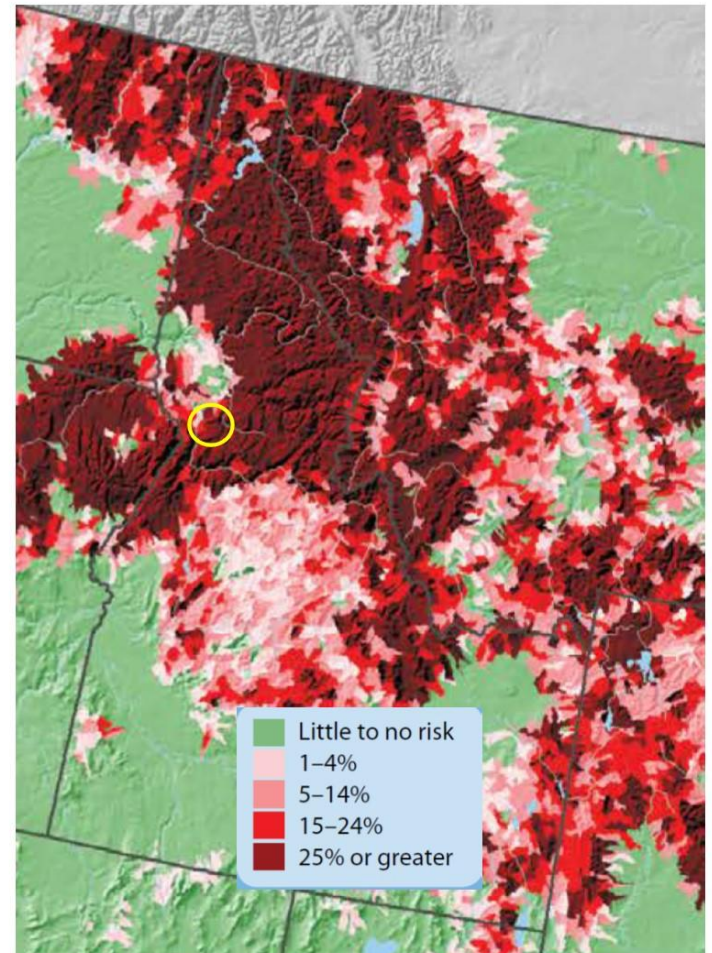 Little to no risk
1–4%
5–14%
15–24%
25% or greater